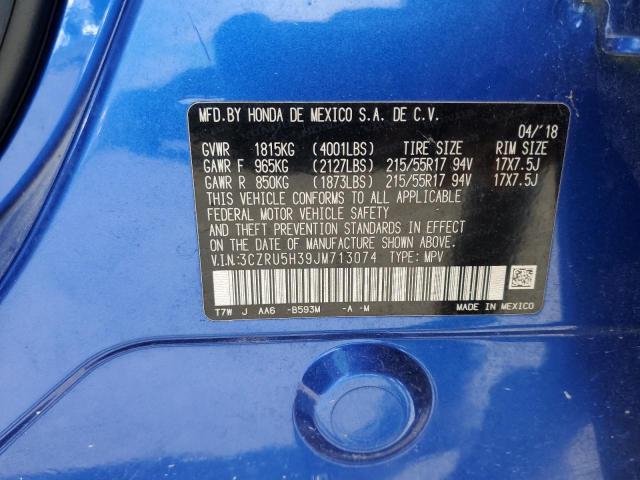 MFD.BY HONDA DE MEXICO S.A. DE C.V.
04/'18
GVWR 1815KG (4001LBS) TIRE SIZE RIM SIZE
GAWR F 965KG (2127LBS) 215/55R17 94V 17X7.5J
GAWR R 850KG (1873LBS) 215/55R17 94V 17X7.5J
THIS VEHICLE CONFORMS TO ALL APPLICABLE
FEDERAL MOTOR VEHICLE SAFETY
AND THEFT PREVENTION STANDARDS IN EFFECT
ON THE DATE OF MANUFACTURE SHOWN ABOVE.
V.I.N:3CZRU5H39JM713074 TYPE: MPV
T7W J AA6 -B593M -A -M MADE IN MEXICO